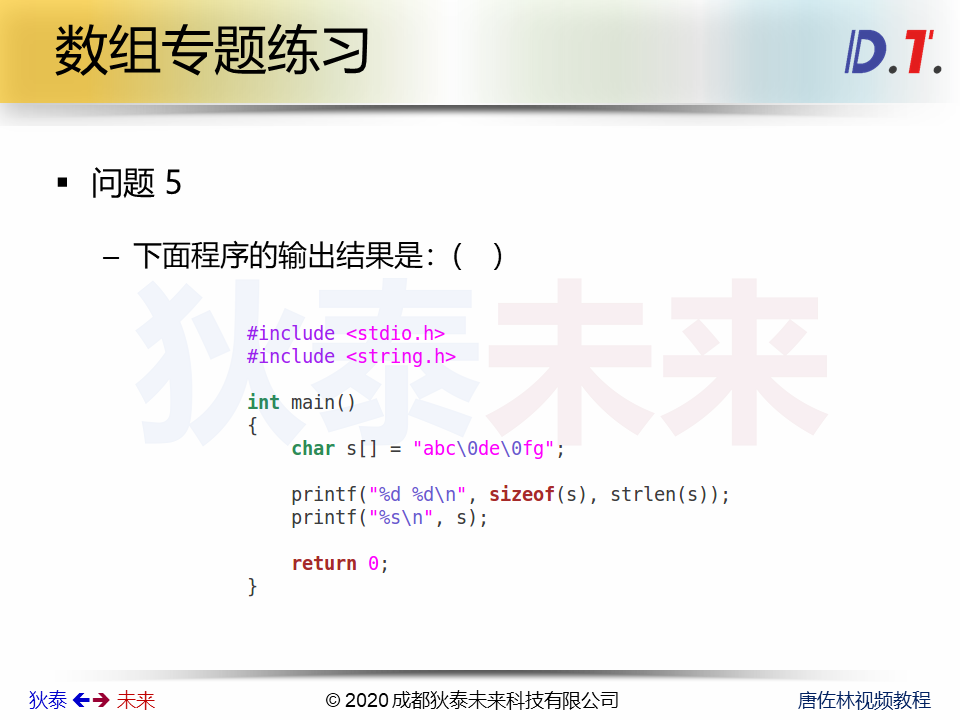 数组专题练习
D.T.
▪ 问题 5
– 下面程序的输出结果是：( )
狄泰未来
#include <stdio.h>
#include <string.h>
int main()
{
    char s[] = "abc\0de\0fg";
    printf("%d %d\n", sizeof(s), strlen(s));
    printf("%s\n", s);
    return 0;
}
狄泰 未来
© 2020 成都狄泰未来科技有限公司
唐佐林视频教程